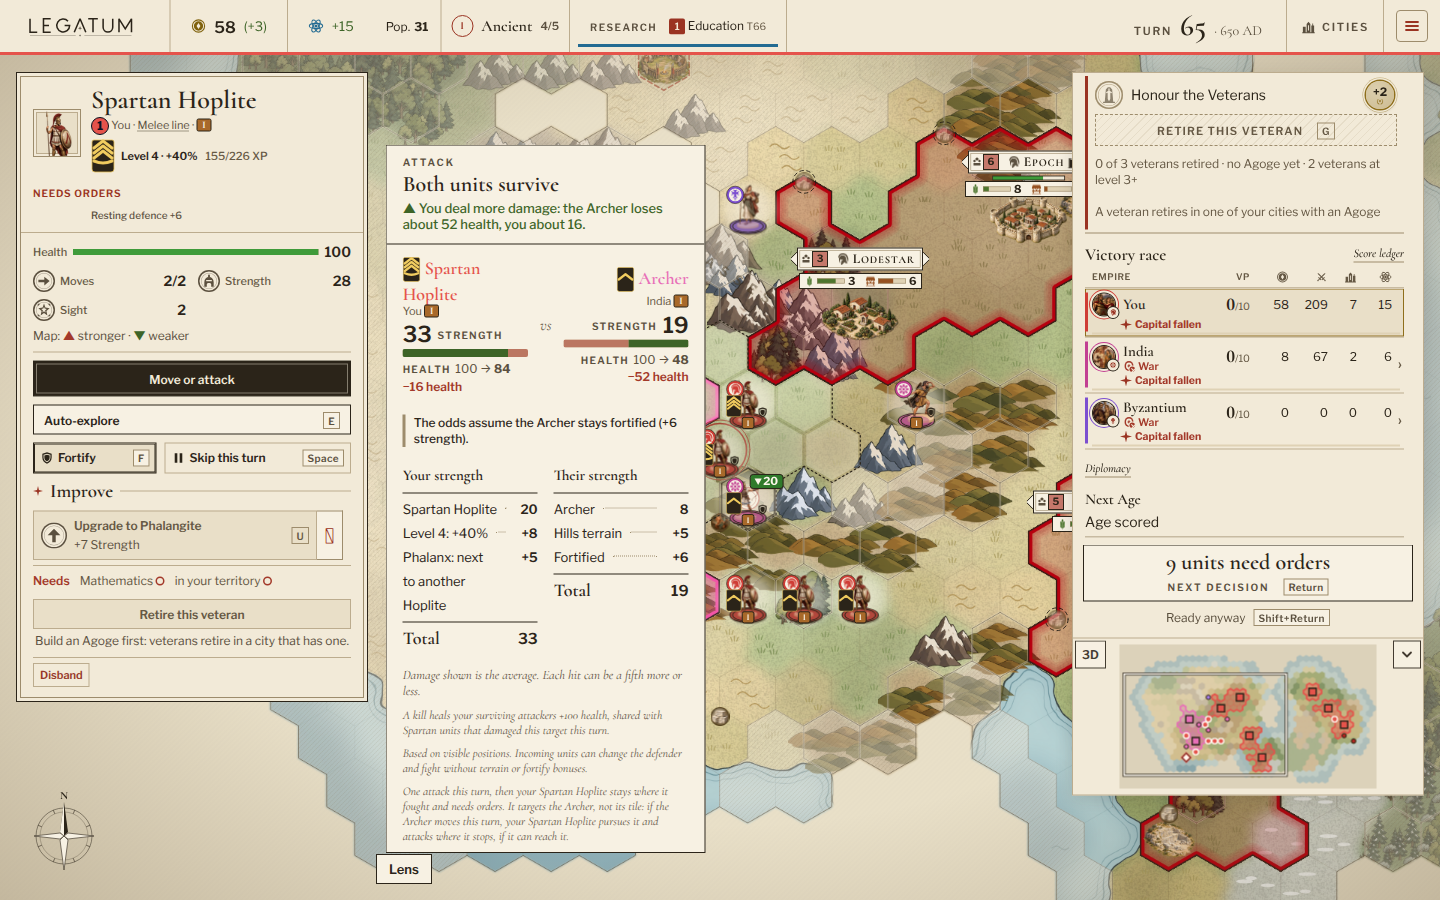 LEGATUM
58 (+3)
+15
Pop. 31
I Ancient 4/5
RESEARCH 1 Education T66
TURN 65 · 650 AD
CITIES
Spartan Hoplite
1 You · Melee line · I
Level 4 · +40% 155/226 XP
NEEDS ORDERS
Resting defence +6
Health 100
Moves 2/2 Strength 28
Sight 2
Map: ▲ stronger · ▼ weaker
Move or attack
Auto-explore E
Fortify F Skip this turn Space
Improve
Upgrade to Phalangite
+7 Strength
U
Needs Mathematics in your territory
Retire this veteran
Build an Agoge first: veterans retire in a city that has one.
Disband
N
ATTACK
Both units survive
▲ You deal more damage: the Archer loses
about 52 health, you about 16.
Spartan
Hoplite
You I
33 STRENGTH
HEALTH 100 → 84
−16 health
vs
Archer
India I
STRENGTH 19
HEALTH 100 → 48
−52 health
The odds assume the Archer stays fortified (+6
strength).
Your strength
Spartan Hoplite 20
Level 4: +40% +8
Phalanx: next +5
to another
Hoplite
Total 33
Their strength
Archer 8
Hills terrain +5
Fortified +6
Total 19
Damage shown is the average. Each hit can be a fifth more or
less.
A kill heals your surviving attackers +100 health, shared with
Spartan units that damaged this target this turn.
Based on visible positions. Incoming units can change the defender
and fight without terrain or fortify bonuses.
One attack this turn, then your Spartan Hoplite stays where it
fought and needs orders. It targets the Archer, not its tile: if the
Archer moves this turn, your Spartan Hoplite pursues it and
attacks where it stops, if it can reach it.
Lens
6 EPOCH
8
3 LODESTAR
3 6
▼20
5
I
I
I
I
I
I
I
Honour the Veterans
+2
RETIRE THIS VETERAN G
0 of 3 veterans retired · no Agoge yet · 2 veterans at
level 3+
A veteran retires in one of your cities with an Agoge
Victory race Score ledger
EMPIRE VP
You 0/10 58 209 7 15
Capital fallen
India 0/10 8 67 2 6 ›
War
Capital fallen
Byzantium 0/10 0 0 0 0 ›
War
Capital fallen
Diplomacy
Next Age
Age scored
9 units need orders
NEXT DECISION Return
Ready anyway Shift+Return
3D